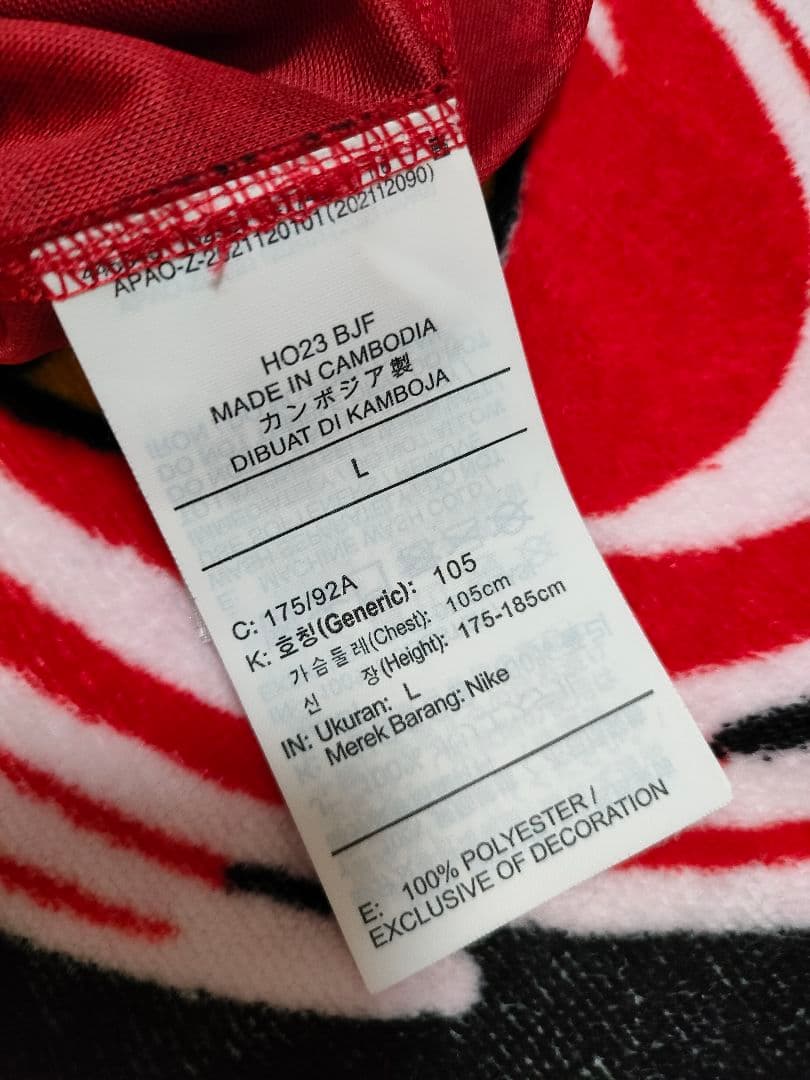 APAO-Z-2021120101(202112090)
HO23 BJF
MADE IN CAMBODIA
カンボジア製
DIBUAT DI KAMBOJA
L
C: 175/92A
K: 호칭(Generic): 105
가슴둘레(Chest): 105cm
신 장(Height): 175-185cm
IN: Ukuran: L
Merek Barang: Nike
E: 100% POLYESTER /
EXCLUSIVE OF DECORATION